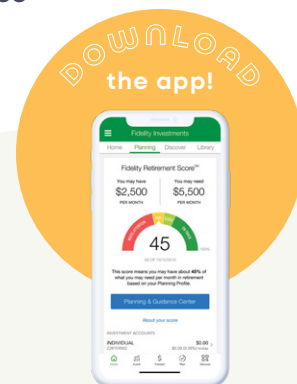 DOWNLOAD
the app!
Fidelity Investments
Home Planning Discover Library
Fidelity Retirement Score℠
You may have
$2,500
PER MONTH
You may need
$5,500
PER MONTH
45
This score means you may have about 40% of
what you may need per month in retirement
based on your Planning Profile.
Planning & Guidance Center
About your score
INVESTMENT ACCOUNTS
INDIVIDUAL
$0.00
Home